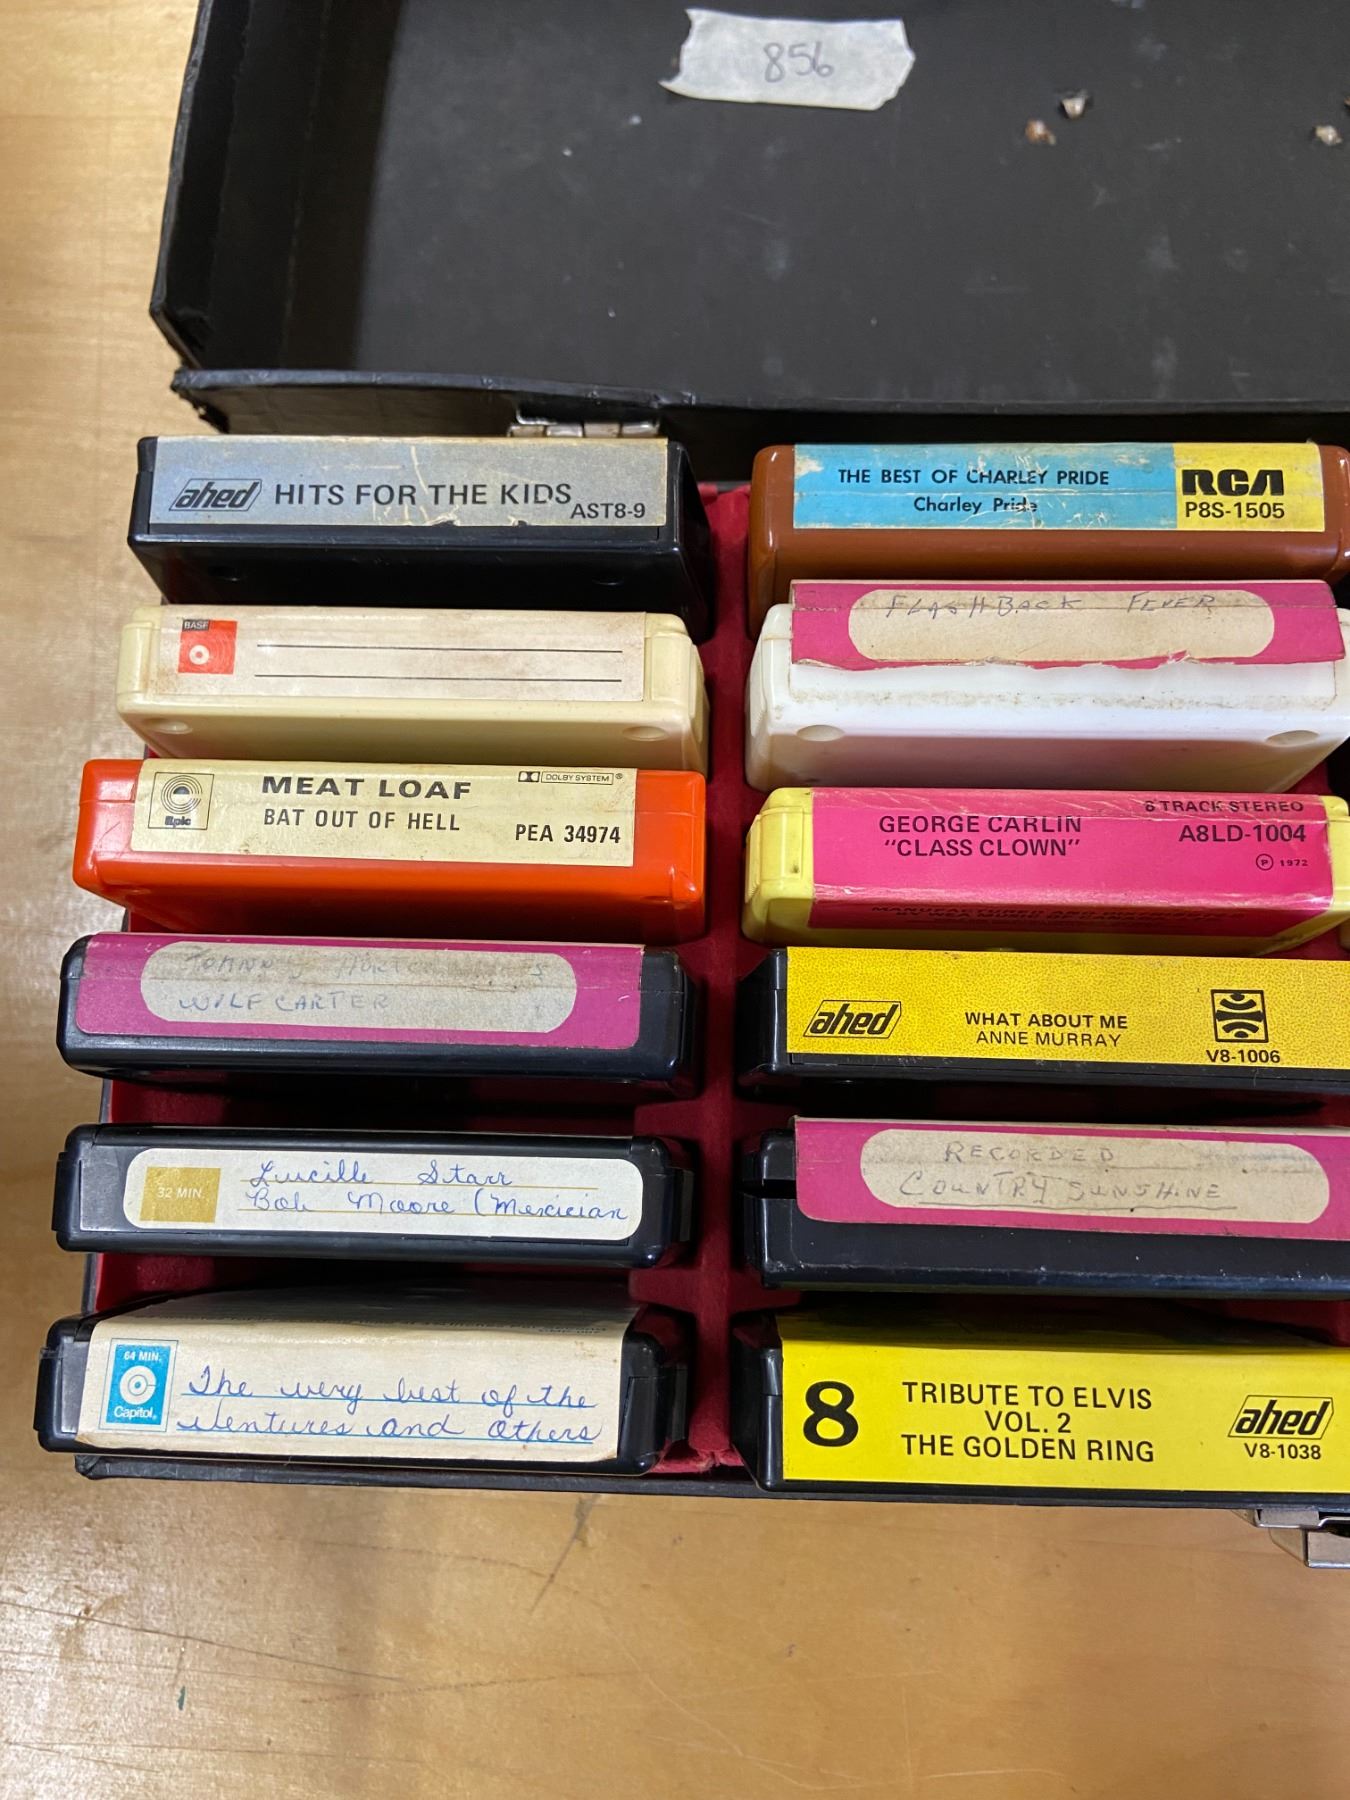 856
ahed HITS FOR THE KIDS AST8-9
THE BEST OF CHARLEY PRIDE
Charley Pride
RCA
P8S-1505
BASF
FLASHBACK FEVER
Epic
MEAT LOAF
BAT OUT OF HELL
DOLBY SYSTEM ®
PEA 34974
8 TRACK STEREO
GEORGE CARLIN
"CLASS CLOWN"
A8LD-1004
℗ 1972
JOHNNY
WILF CARTER
ahed
WHAT ABOUT ME
ANNE MURRAY
V8-1006
32 MIN.
Lucille Starr
Bob Moore (Mexician
RECORDED
COUNTRY SUNSHINE
64 MIN.
Capitol
The very best of the
Ventures and Others
8
TRIBUTE TO ELVIS
VOL. 2
THE GOLDEN RING
ahed
V8-1038